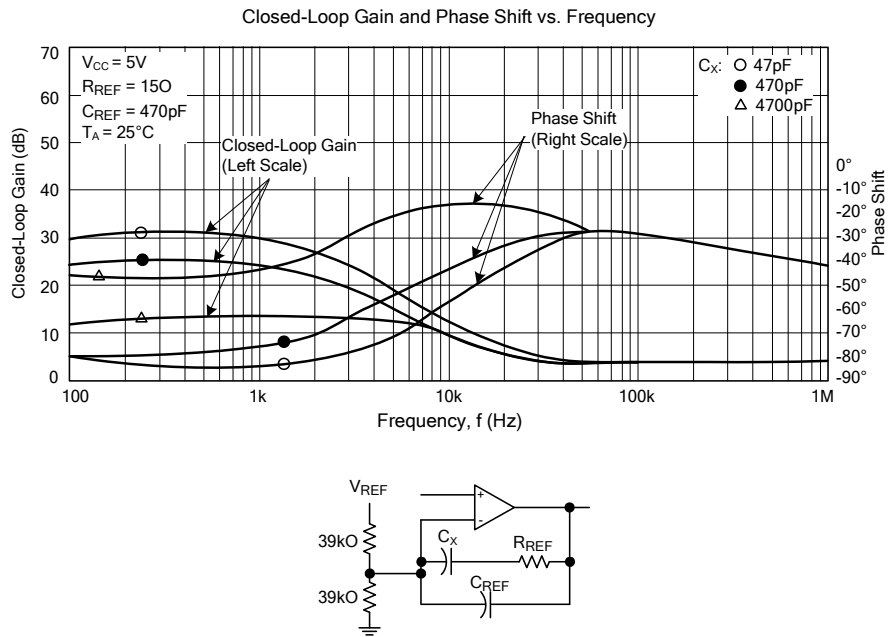 Closed-Loop Gain and Phase Shift vs. Frequency
70
60
50
40
30
20
10
0
Closed-Loop Gain (dB)
VCC = 5V
RREF = 15O
CREF = 470pF
TA = 25°C
CX: 47pF
470pF
4700pF
Closed-Loop Gain
(Left Scale)
Phase Shift
(Right Scale)
0°
-10°
-20°
-30°
-40°
-50°
-60°
-70°
-80°
-90°
Phase Shift
100 1k 10k 100k 1M
Frequency, f (Hz)
VREF
39kO
39kO
+
-
CX
RREF
CREF